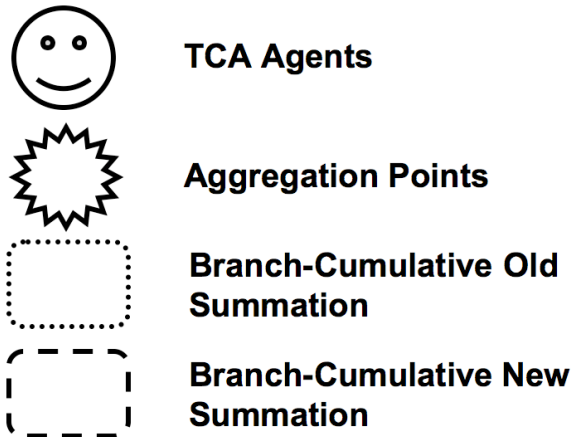 TCA Agents
Aggregation Points
Branch-Cumulative Old
Summation
Branch-Cumulative New
Summation